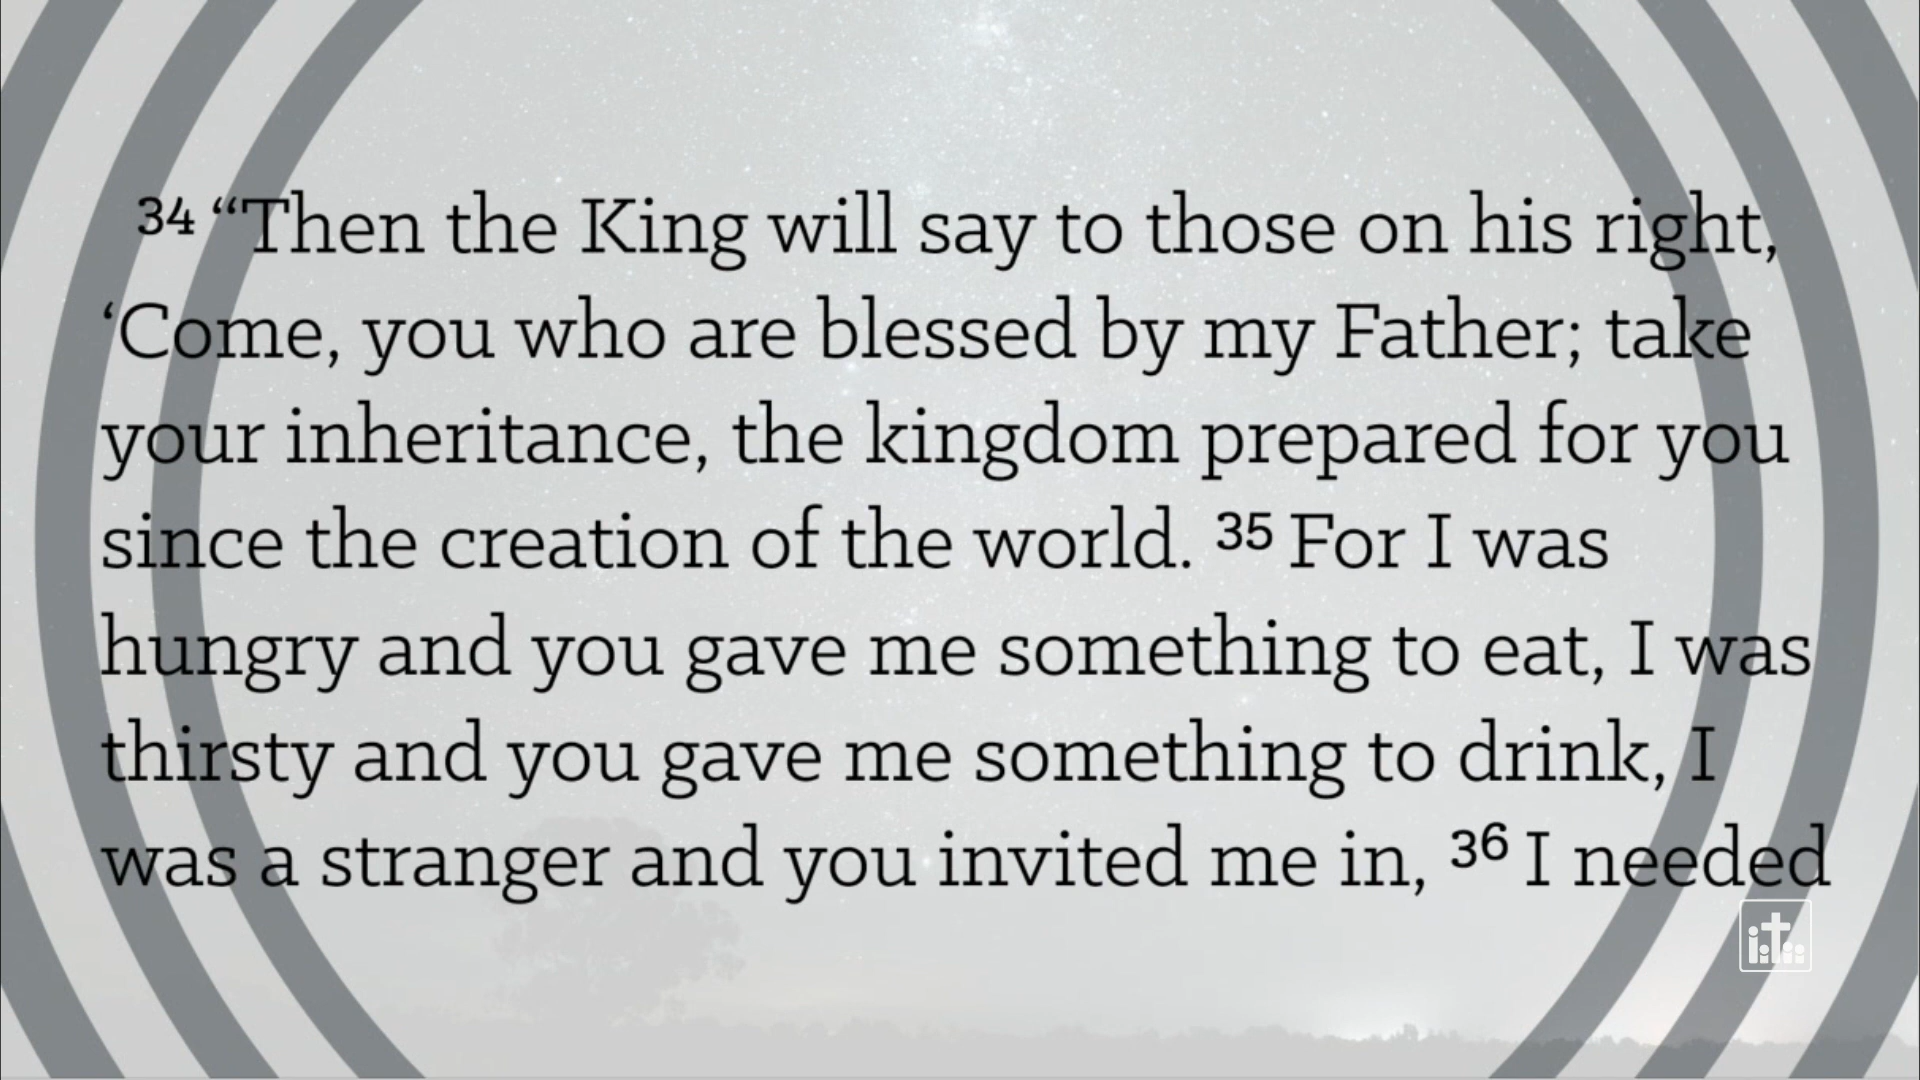 34 “Then the King will say to those on his right,
‘Come, you who are blessed by my Father; take
your inheritance, the kingdom prepared for you
since the creation of the world. 35 For I was
hungry and you gave me something to eat, I was
thirsty and you gave me something to drink, I
was a stranger and you invited me in, 36 I needed